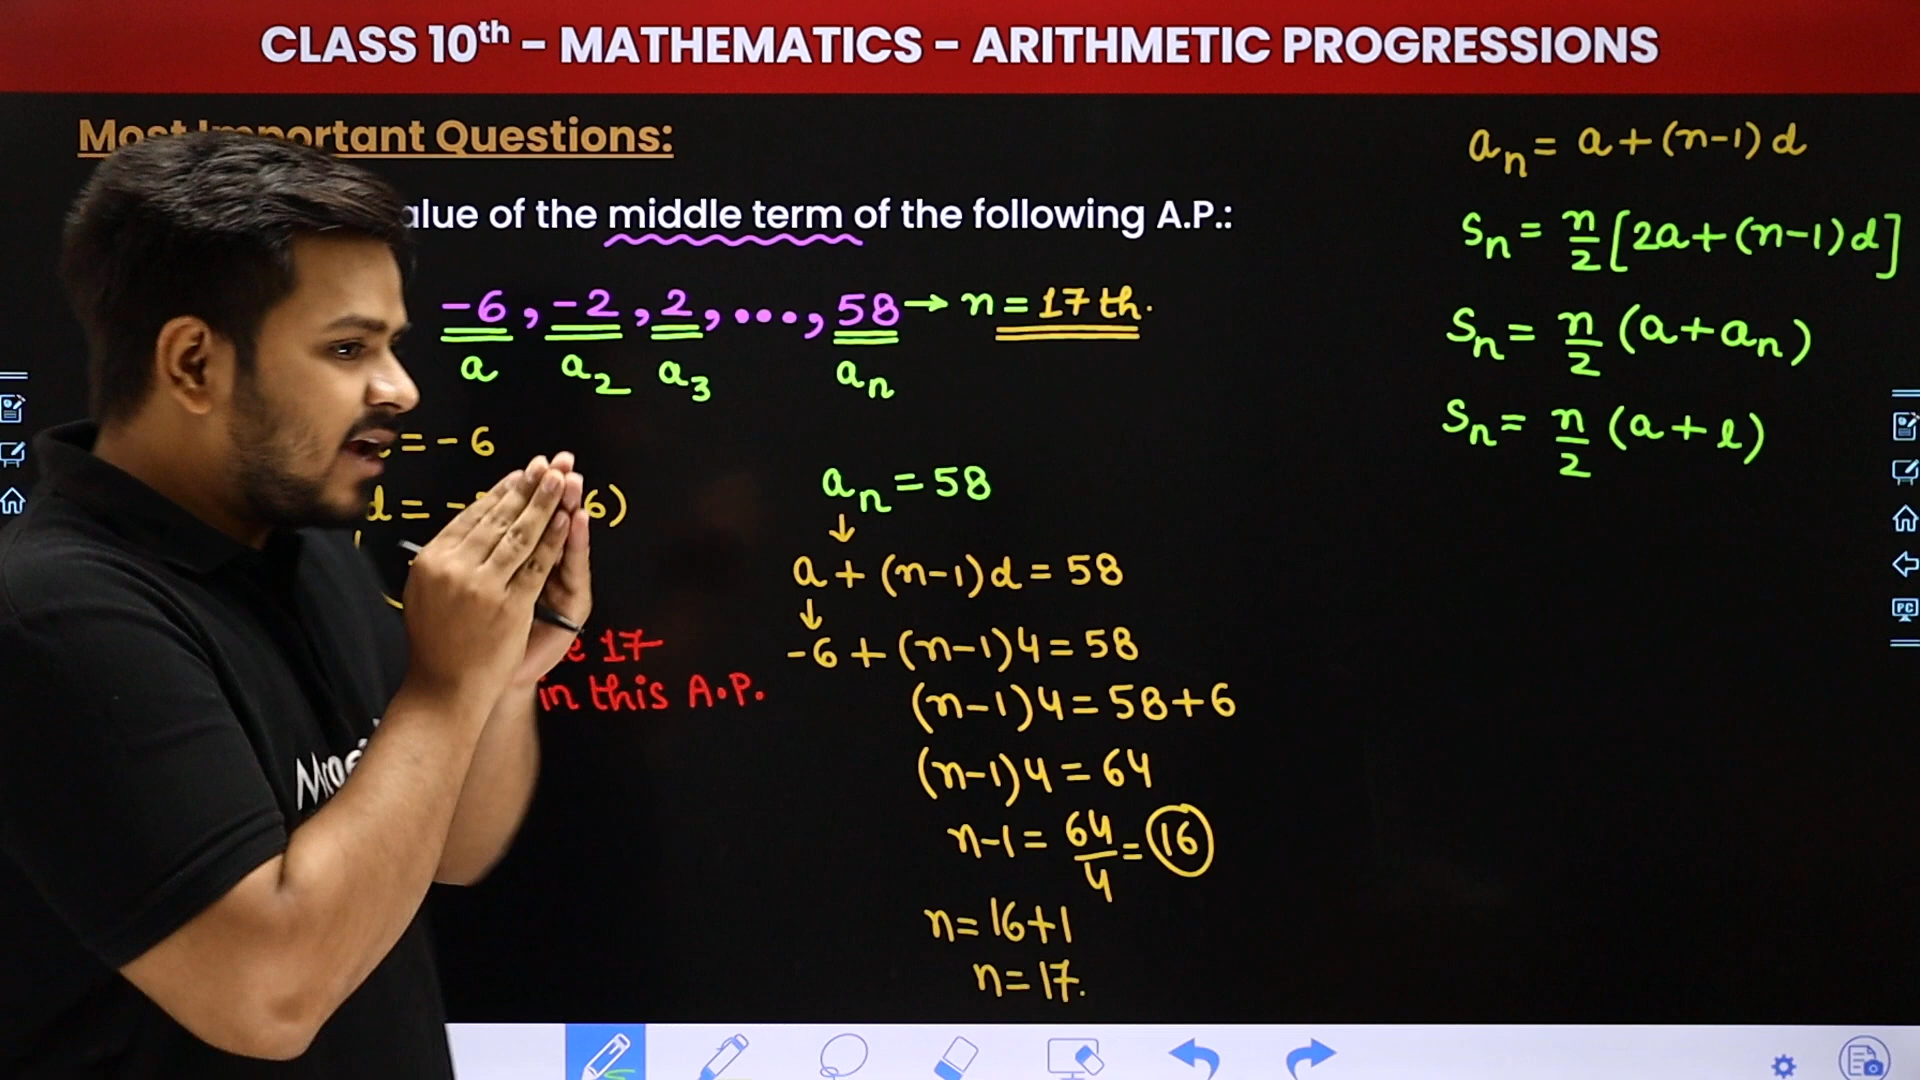 CLASS 10th - MATHEMATICS - ARITHMETIC PROGRESSIONS
Most Important Questions:
of the middle term of the following A.P.:
-6, -2, 2, ..., 58 → n = 17th.
a a₂ a₃ aₙ
= -6
d = -
6)
17
in this A.P.
aₙ = 58
↓
a + (n-1)d = 58
↓
-6 + (n-1)4 = 58
(n-1)4 = 58+6
(n-1)4 = 64
n-1 = 64/4 = 16
n = 16+1
n = 17.
aₙ = a + (n-1)d
Sₙ = n/2 [2a + (n-1)d]
Sₙ = n/2 (a + aₙ)
Sₙ = n/2 (a + l)
PC